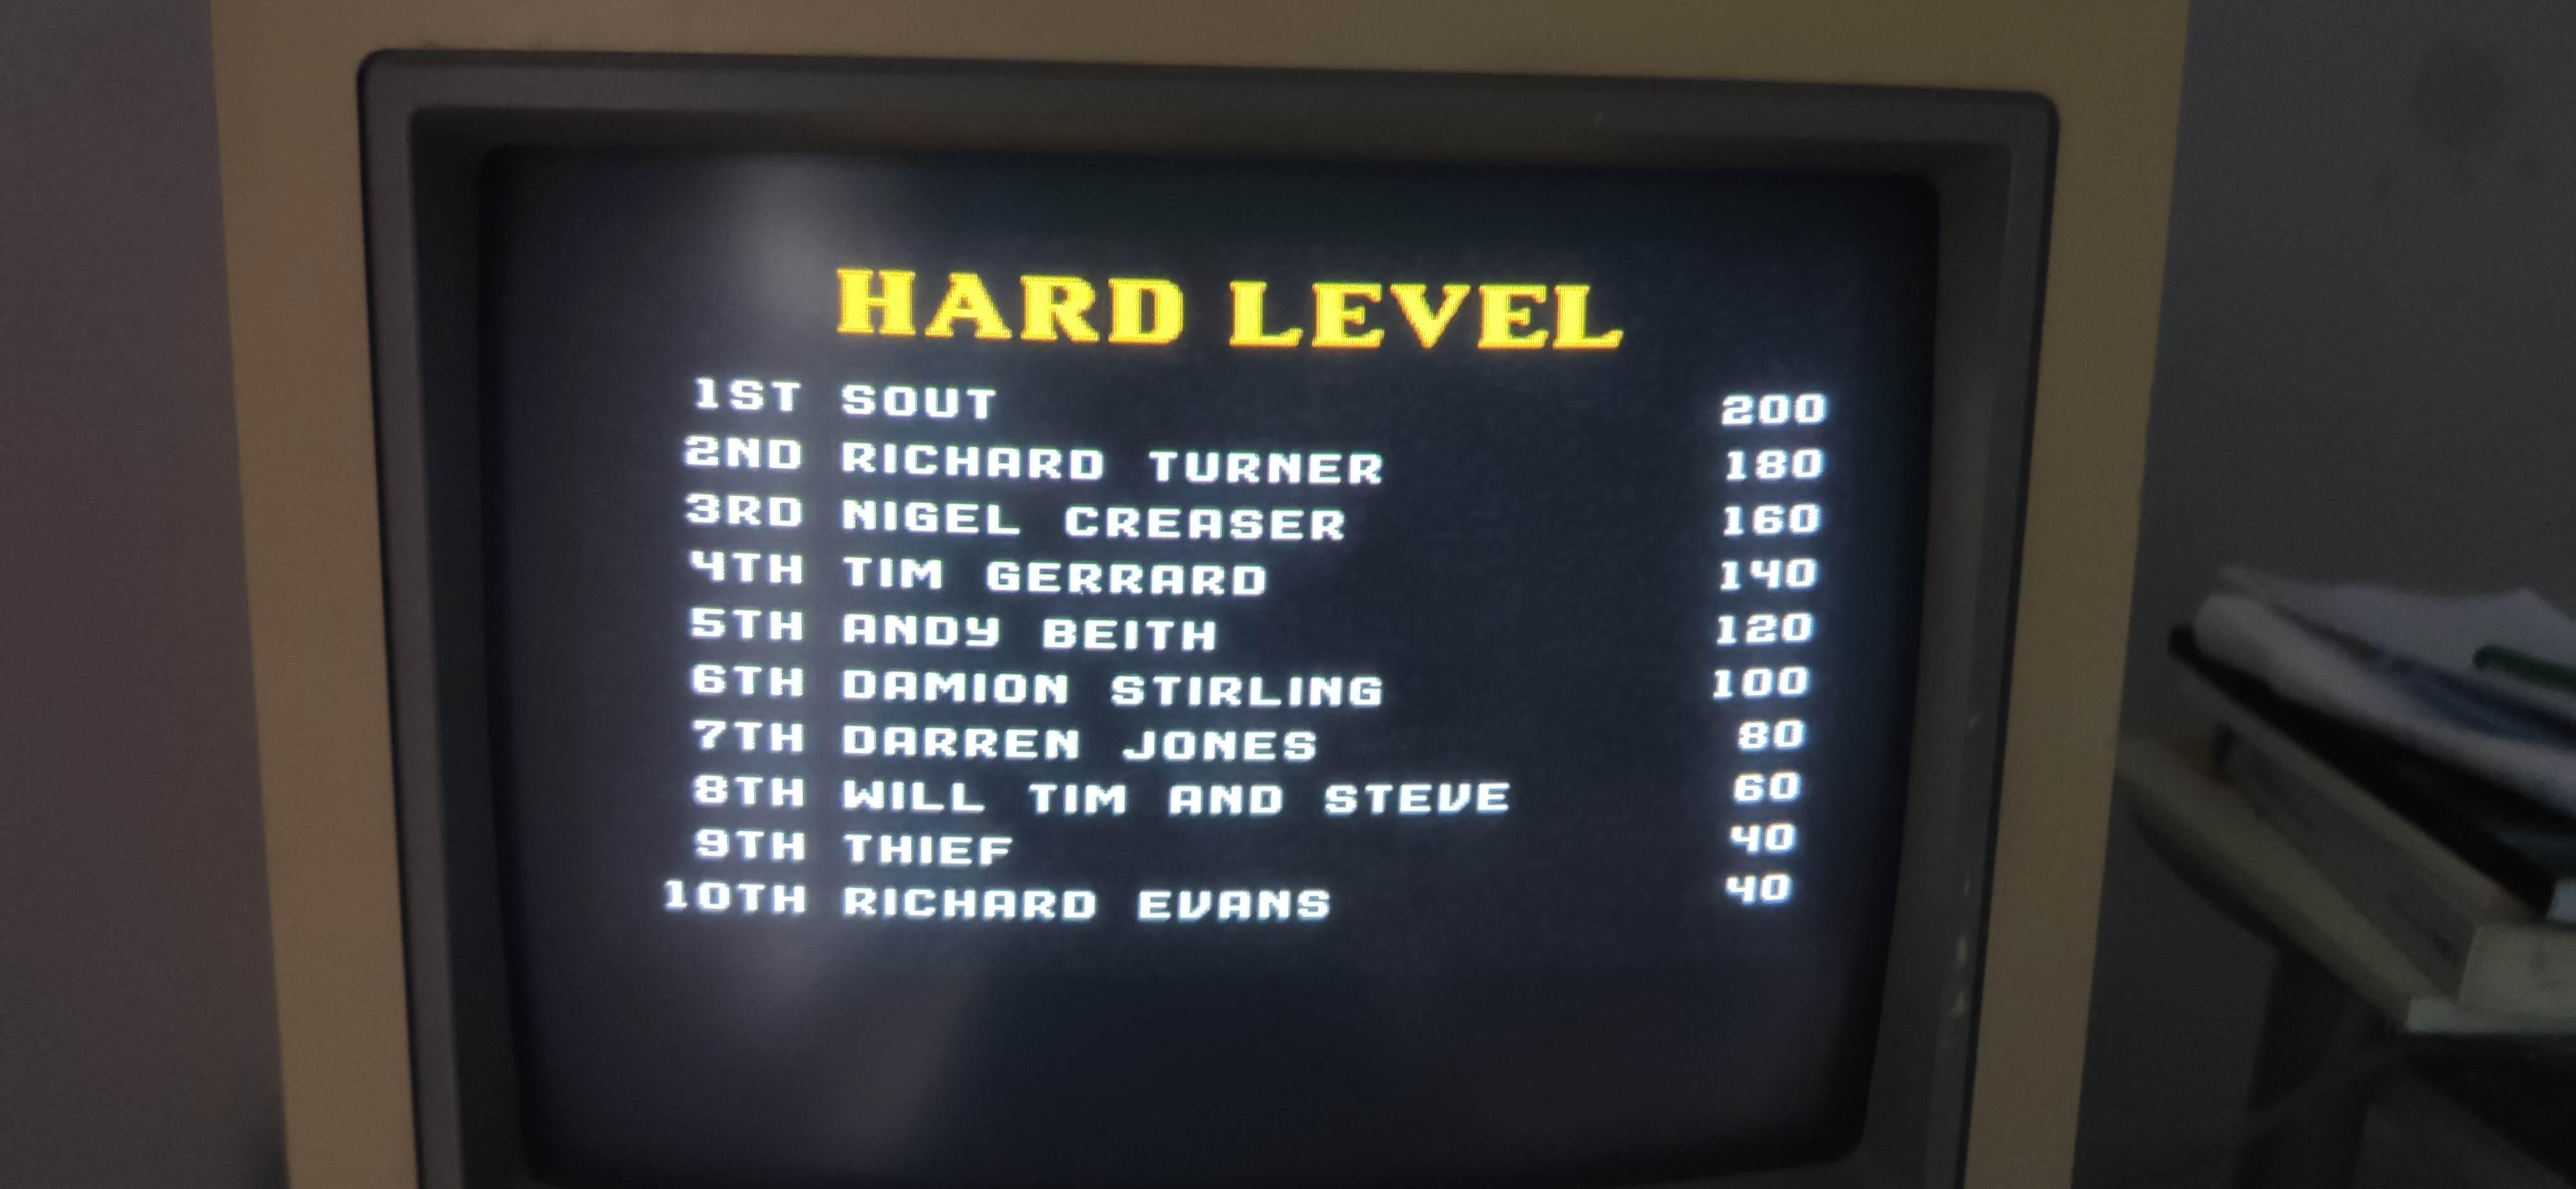 HARD LEVEL
1ST SOUT 200
2ND RICHARD TURNER 180
3RD NIGEL CREASER 160
4TH TIM GERRARD 140
5TH ANDY BEITH 120
6TH DAMION STIRLING 100
7TH DARREN JONES 80
8TH WILL TIM AND STEVE 60
9TH THIEF 40
10TH RICHARD EVANS 40